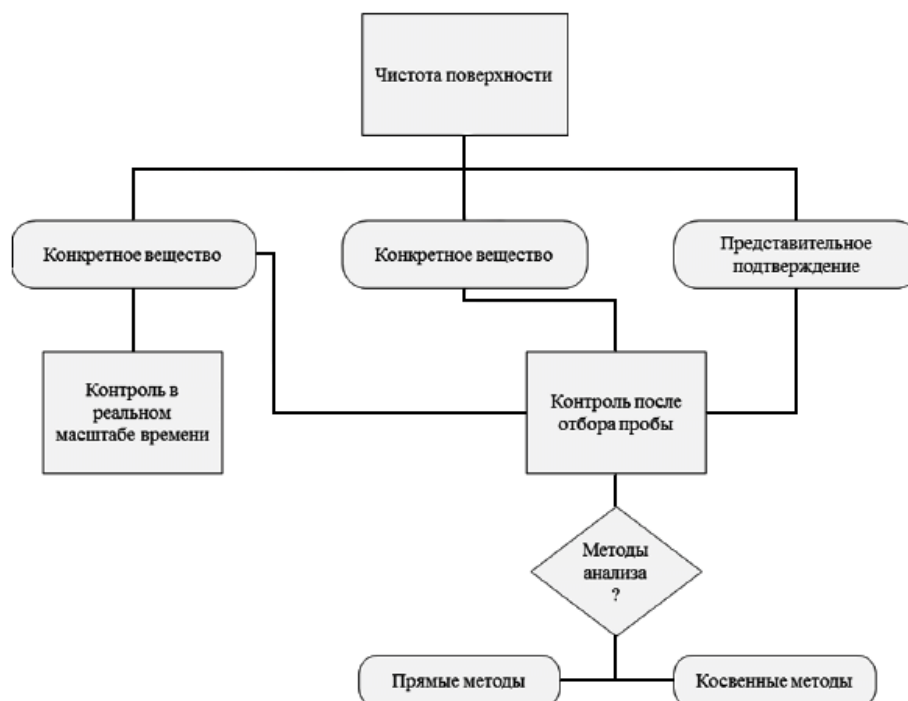 Чистота поверхности
Конкретное вещество
Конкретное вещество
Представительное
подтверждение
Контроль в
реальном
масштабе времени
Контроль после
отбора пробы
Методы
анализа
?
Прямые методы
Косвенные методы